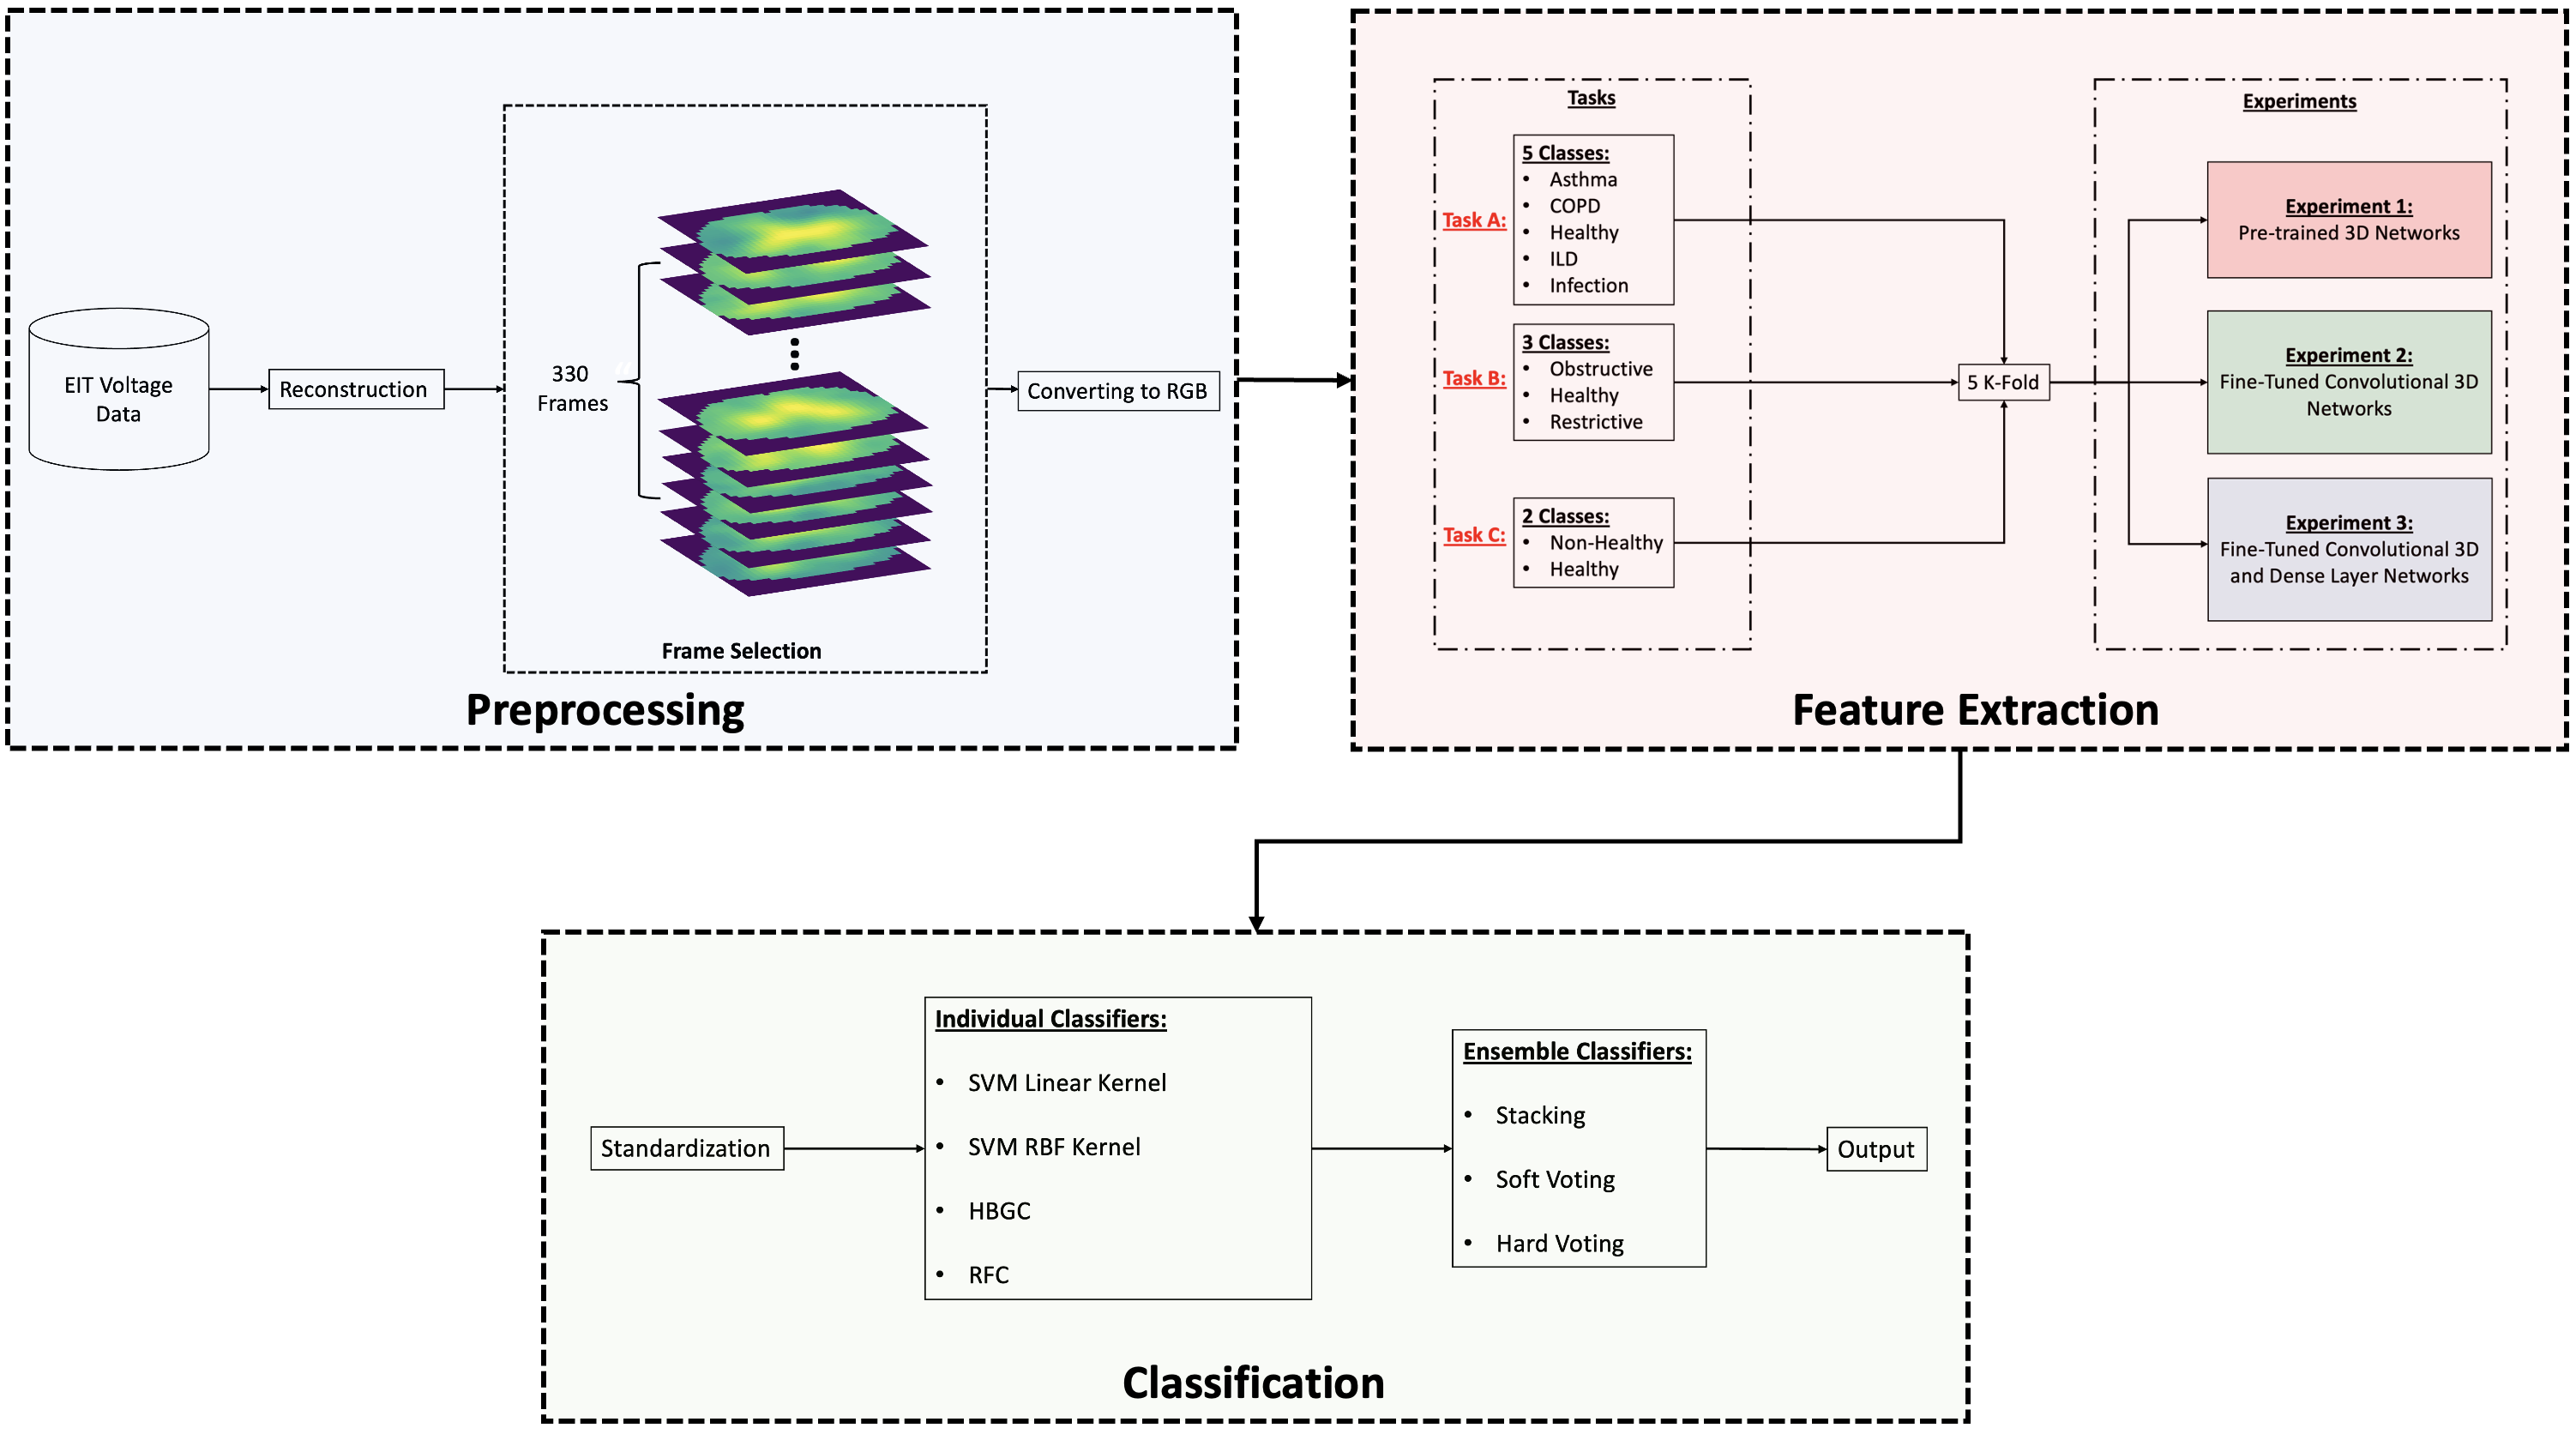 EIT Voltage
Data
Reconstruction
330
Frames
Frame Selection
Converting to RGB
Preprocessing
Tasks
Task A:
5 Classes:
• Asthma
• COPD
• Healthy
• ILD
• Infection
Task B:
3 Classes:
• Obstructive
• Healthy
• Restrictive
Task C:
2 Classes:
• Non-Healthy
• Healthy
5 K-Fold
Experiments
Experiment 1:
Pre-trained 3D Networks
Experiment 2:
Fine-Tuned Convolutional 3D
Networks
Experiment 3:
Fine-Tuned Convolutional 3D
and Dense Layer Networks
Feature Extraction
Standardization
Individual Classifiers:
• SVM Linear Kernel
• SVM RBF Kernel
• HBGC
• RFC
Ensemble Classifiers:
• Stacking
• Soft Voting
• Hard Voting
Output
Classification